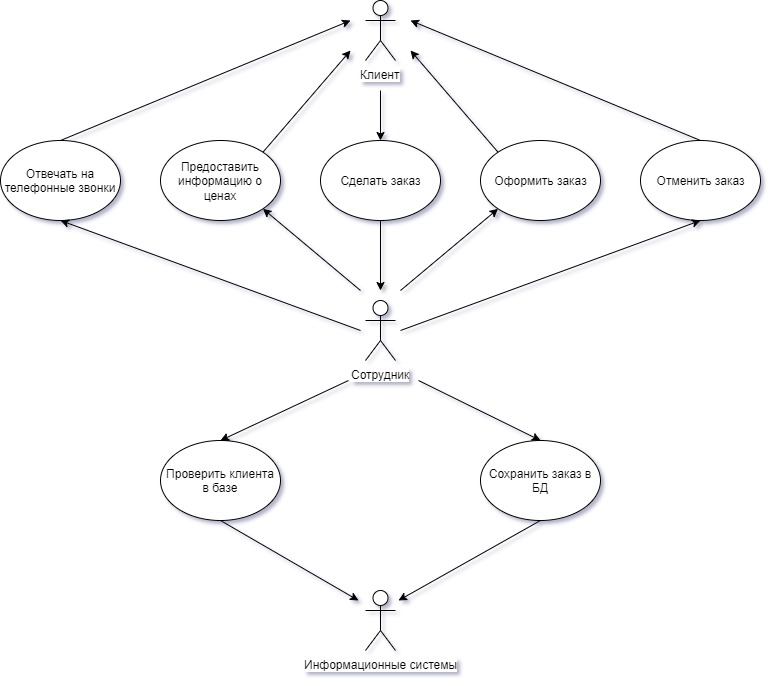 Клиент
Отвечать на
телефонные звонки
Предоставить
информацию о
ценах
Сделать заказ
Оформить заказ
Отменить заказ
Сотрудник
Проверить клиента
в базе
Сохранить заказ в
БД
Информационные системы